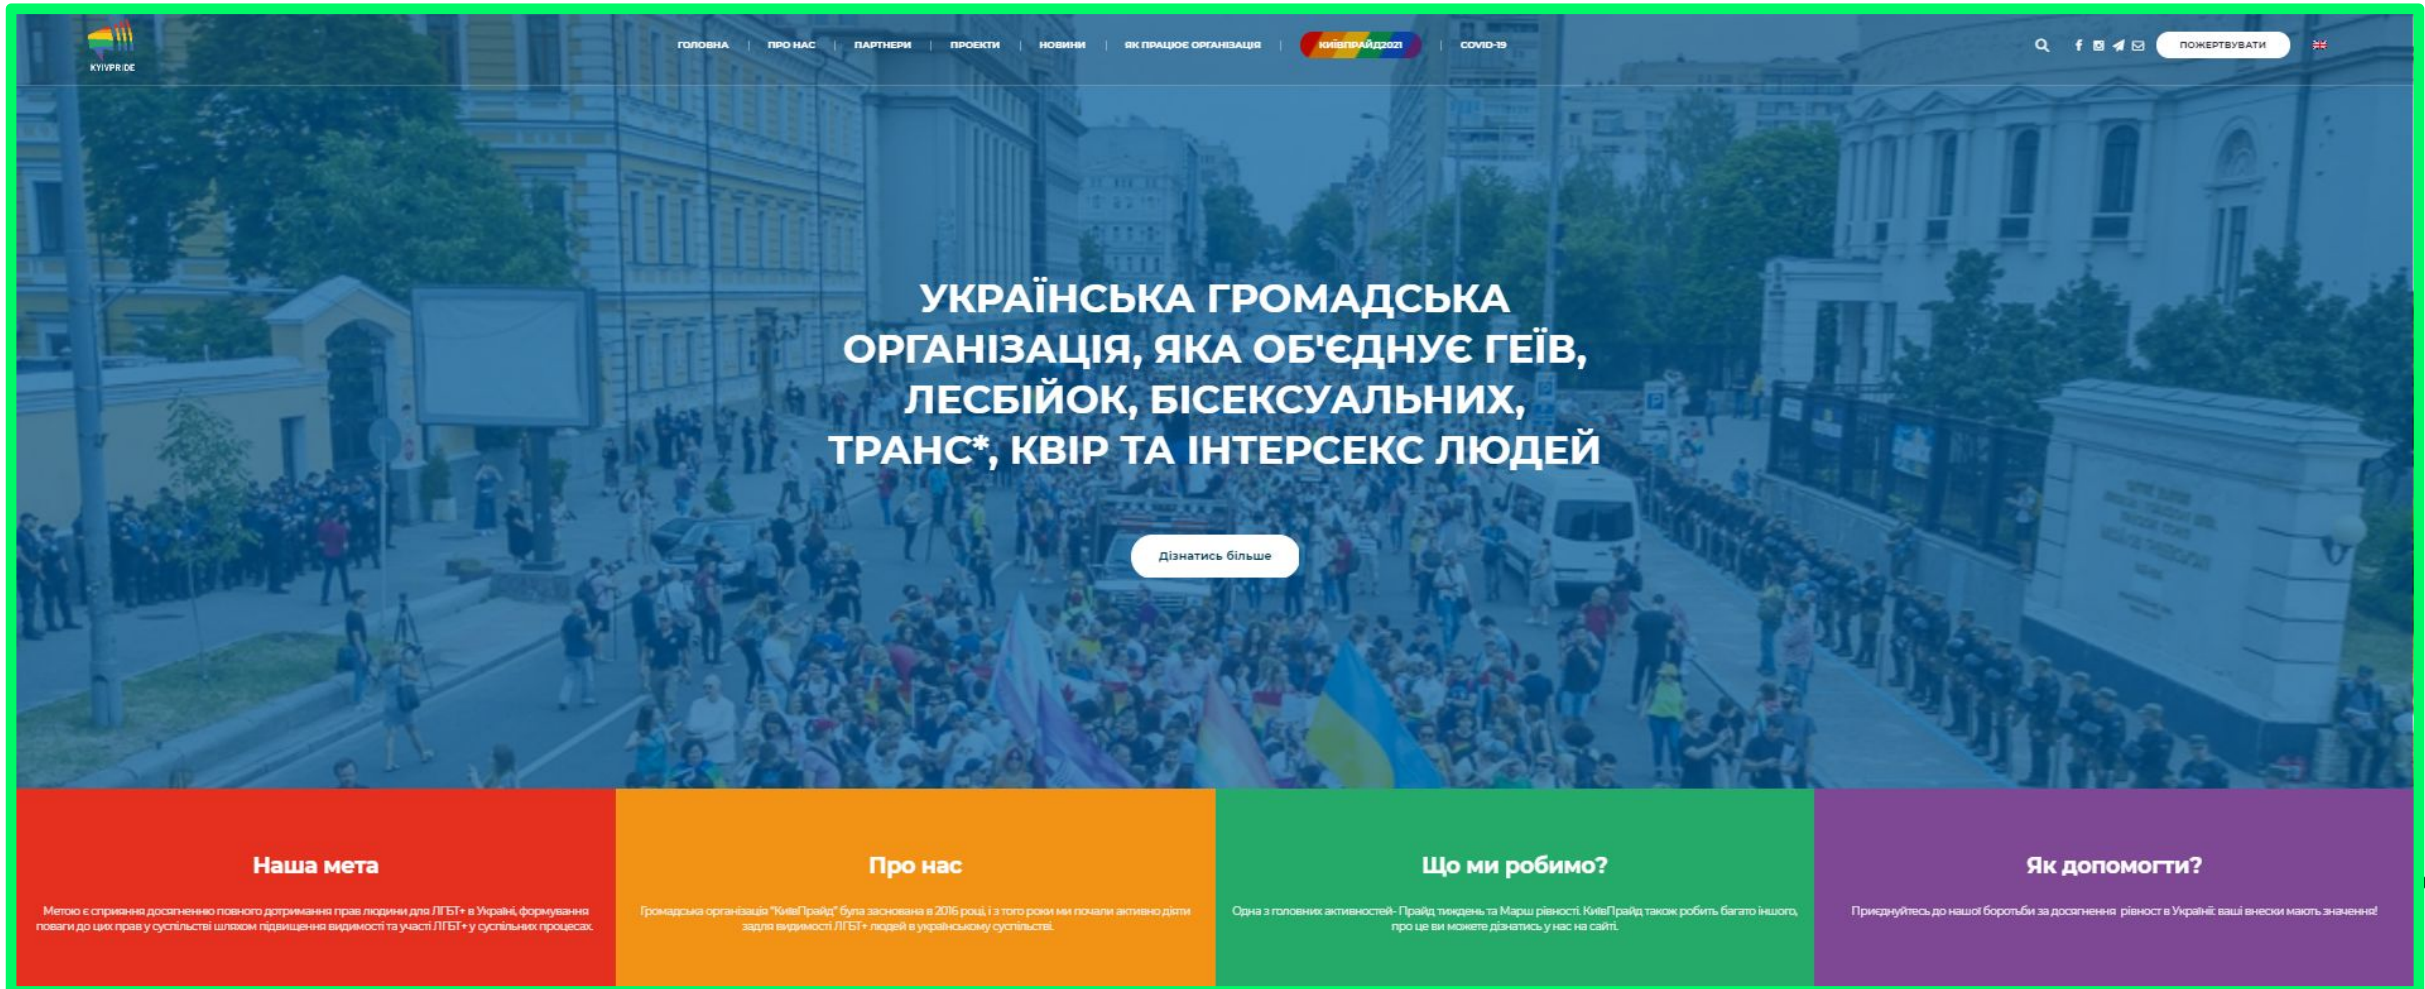 KYIVPRIDE
ГОЛОВНА | ПРО НАС | ПАРТНЕРИ | ПРОЕКТИ | НОВИНИ | ЯК ПРАЦЮЄ ОРГАНІЗАЦІЯ | КИЇВПРАЙД2021 | COVID-19
ПОЖЕРТВУВАТИ
УКРАЇНСЬКА ГРОМАДСЬКА
ОРГАНІЗАЦІЯ, ЯКА ОБ'ЄДНУЄ ГЕЇВ,
ЛЕСБІЙОК, БІСЕКСУАЛЬНИХ,
ТРАНС*, КВІР ТА ІНТЕРСЕКС ЛЮДЕЙ
Дізнатись більше
Наша мета
Метою є сприяння досягненню повного дотримання прав людини для ЛГБТ+ в Україні, формування
поваги до цих прав у суспільстві шляхом підвищення видимості та участі ЛГБТ+ у суспільних процесах.
Про нас
Громадська організація "КиївПрайд" була заснована в 2016 році, і з того роки ми почали активно діяти
задля видимості ЛГБТ+ людей в українському суспільстві.
Що ми робимо?
Одна з головних активностей- Прайд тиждень та Марш рівності. КиївПрайд також робить багато іншого,
про це ви можете дізнатись у нас на сайті.
Як допомогти?
Приєднуйтесь до нашої боротьби за досягнення рівност в Україні: ваші внески мають значення!